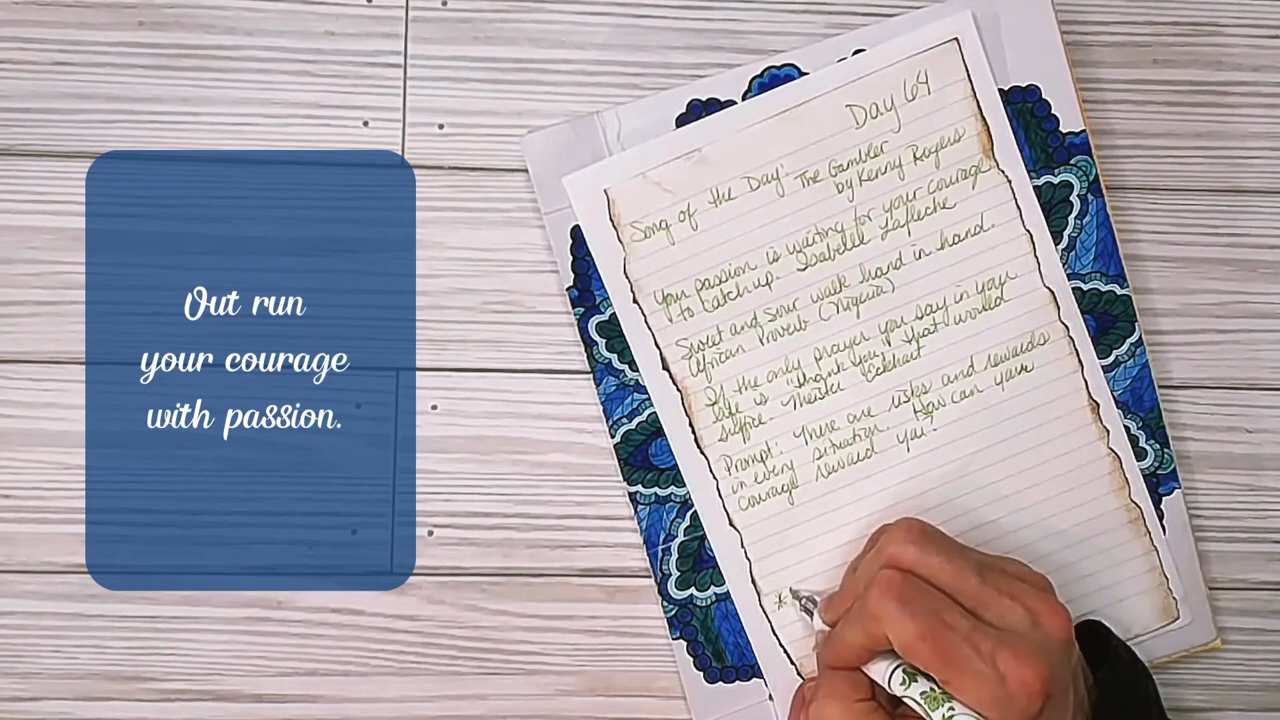 Out run
your courage
with passion.
Day 64
Song of the Day: The Gambler
by Kenny Rogers
Your passion is waiting for your courage
to catch up. - Isabelle Lafleche
Sweet and Sour walk hand in hand.
African Proverb (Nigeria)
If the only prayer you say in your
life is "thank you" that would
suffice. - Meister Eckhart
Prompt: There are risks and rewards
in every situation. How can your
courage reward you?
*